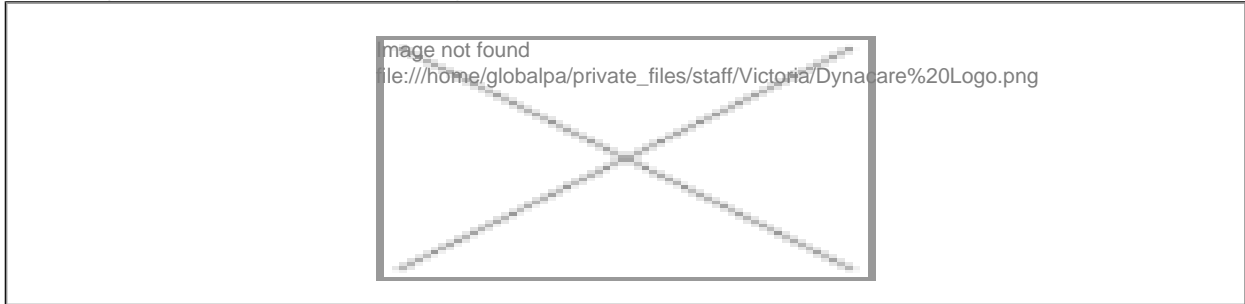 Image not found
file:///home/globalpa/private_files/staff/Victoria/Dynacare%20Logo.png